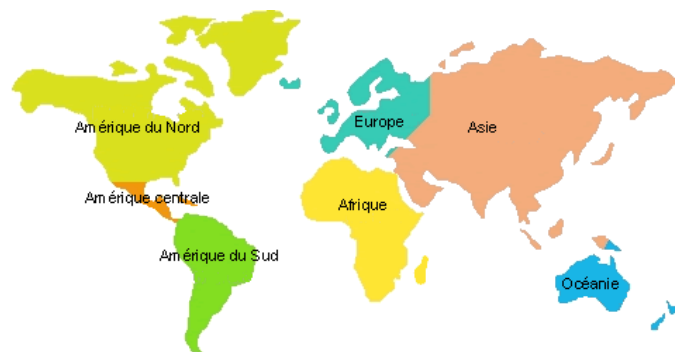 Amérique du Nord
Europe
Asie
Amérique centrale
Afrique
Amérique du Sud
Océanie